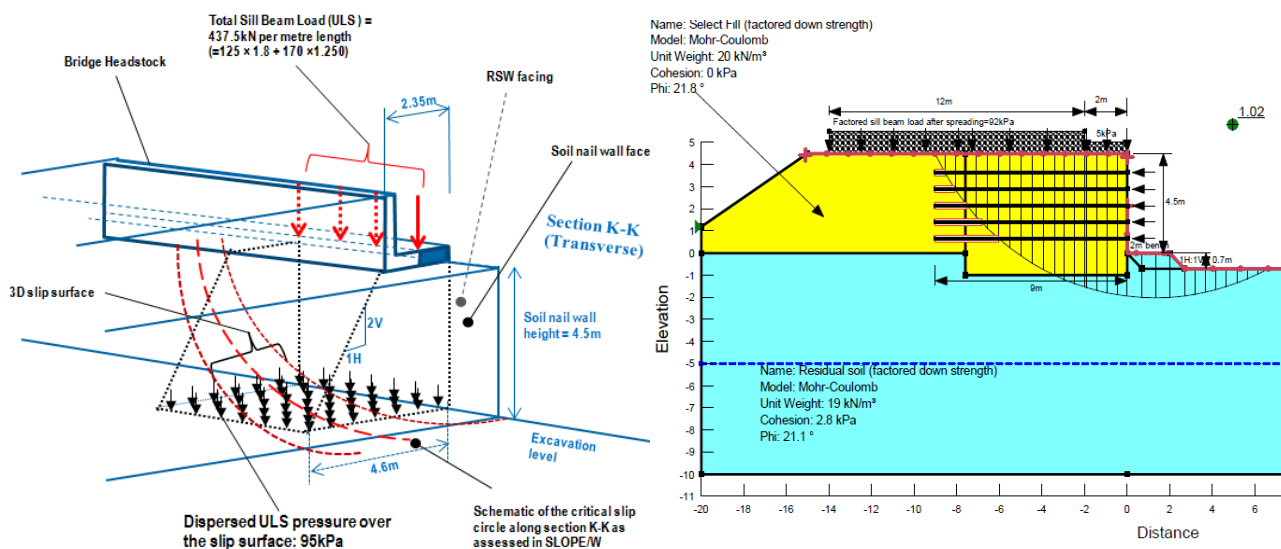 Total Sill Beam Load (ULS) =
437.5kN per metre length
(=125 × 1.8 + 170 ×1.250)
Bridge Headstock
RSW facing
2.35m
Soil nail wall face
Section K-K
(Transverse)
3D slip surface
2V
1H
Soil nail wall
height = 4.5m
Excavation
level
4.6m
Dispersed ULS pressure over
the slip surface: 95kPa
Schematic of the critical slip
circle along section K-K as
assessed in SLOPE/W
Name: Select Fill (factored down strength)
Model: Mohr-Coulomb
Unit Weight: 20 kN/m³
Cohesion: 0 kPa
Phi: 21.8 °
12m
2m
1.02
Factored sill beam load after spreading=92kPa
5kPa
4.5m
1H:1V
0.7m
9m
Name: Residual soil (factored down strength)
Model: Mohr-Coulomb
Unit Weight: 19 kN/m³
Cohesion: 2.8 kPa
Phi: 21.1 °
Elevation
5
4
3
2
1
0
-1
-2
-3
-4
-5
-6
-7
-8
-9
-10
-11
-20 -18 -16 -14 -12 -10 -8 -6 -4 -2 0 2 4 6
Distance